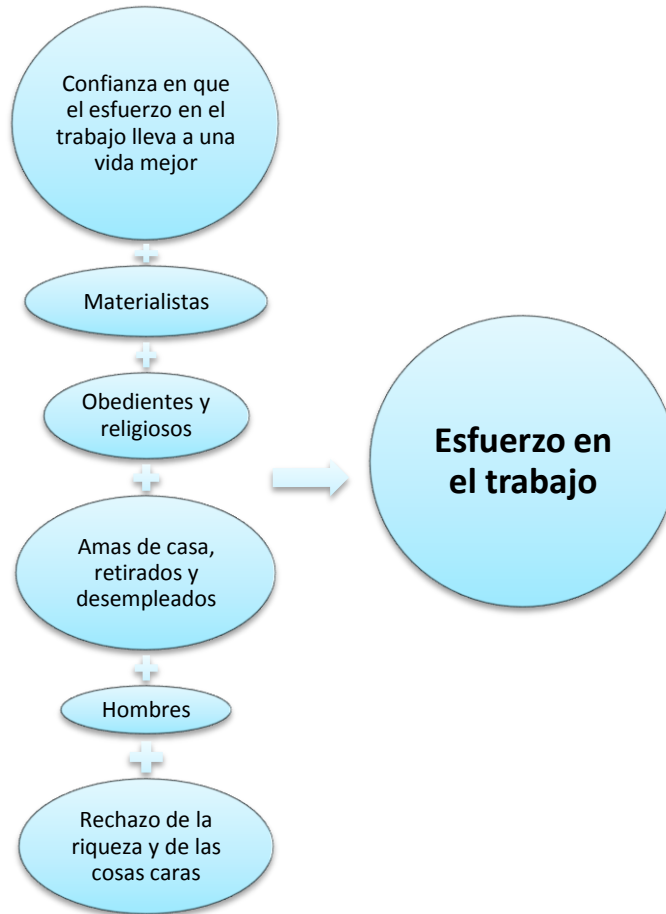 Confianza en que
el esfuerzo en el
trabajo lleva a una
vida mejor
Materialistas
Obedientes y
religiosos
Amas de casa,
retirados y
desempleados
Hombres
Rechazo de la
riqueza y de las
cosas caras
Esfuerzo en
el trabajo